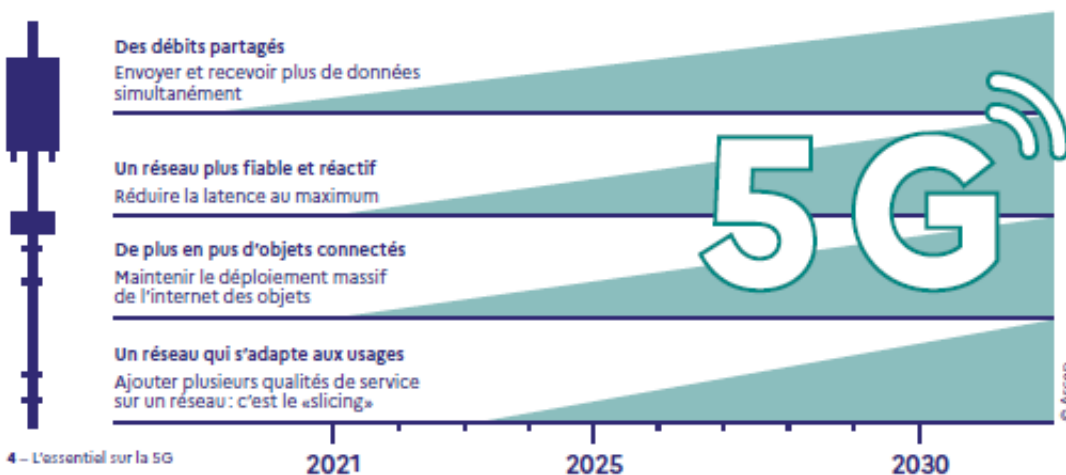 Des débits partagés
Envoyer et recevoir plus de données
simultanément
Un réseau plus fiable et réactif
Réduire la latence au maximum
De plus en pus d'objets connectés
Maintenir le déploiement massif
de l'internet des objets
Un réseau qui s'adapte aux usages
Ajouter plusieurs qualités de service
sur un réseau : c'est le «slicing»
5G
© Arcep
4 – L'essentiel sur la 5G
2021
2025
2030